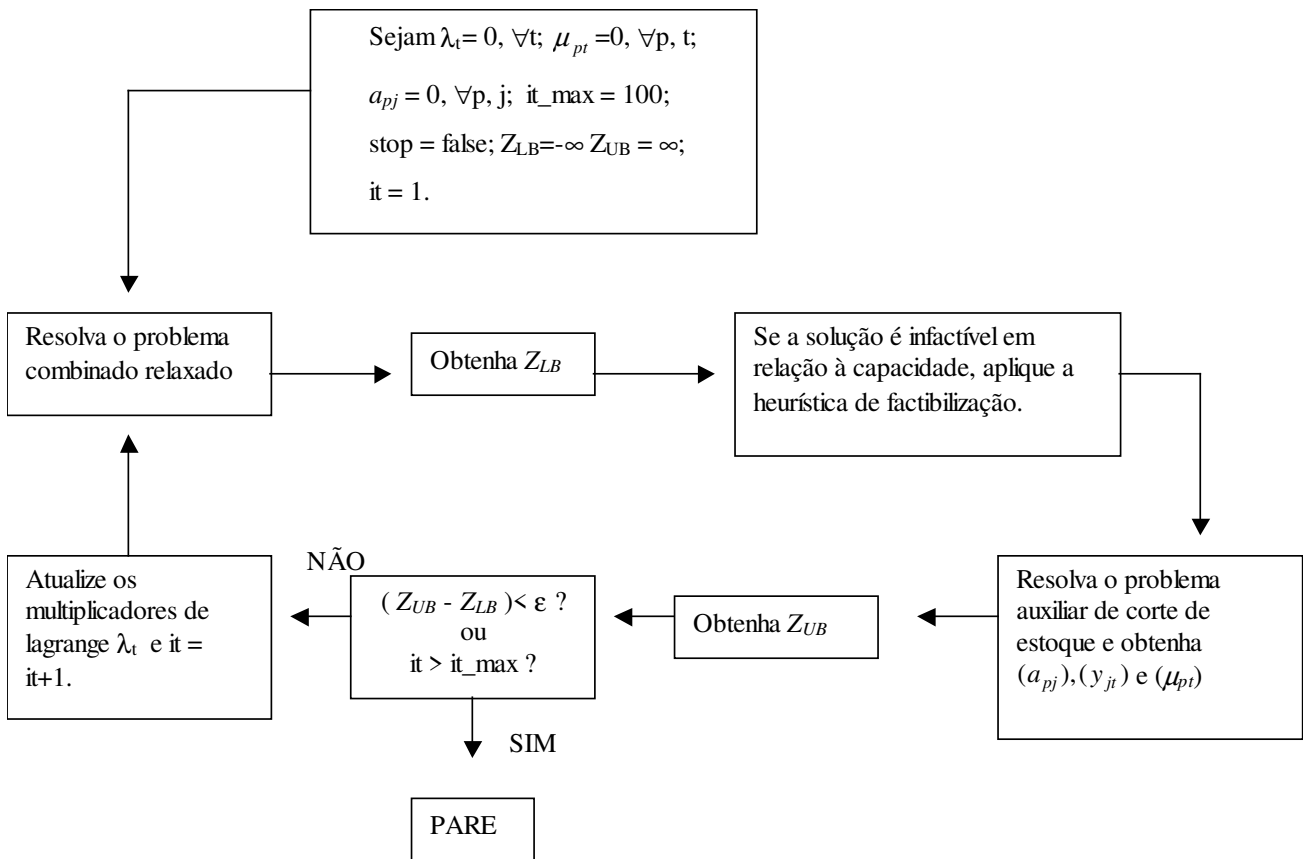 Sejam λt= 0, ∀t; μ pt =0, ∀p, t;
apj = 0, ∀p, j; it_max = 100;
stop = false; ZLB=-∞ ZUB = ∞;
it = 1.
Resolva o problema
combinado relaxado
Obtenha ZLB
Se a solução é infactível em
relação à capacidade, aplique a
heurística de factibilização.
Resolva o problema
auxiliar de corte de
estoque e obtenha
(apj),(yjt) e (μpt)
Obtenha ZUB
( ZUB - ZLB )< ε ?
ou
it > it_max ?
NÃO
Atualize os
multiplicadores de
lagrange λt e it =
it+1.
SIM
PARE